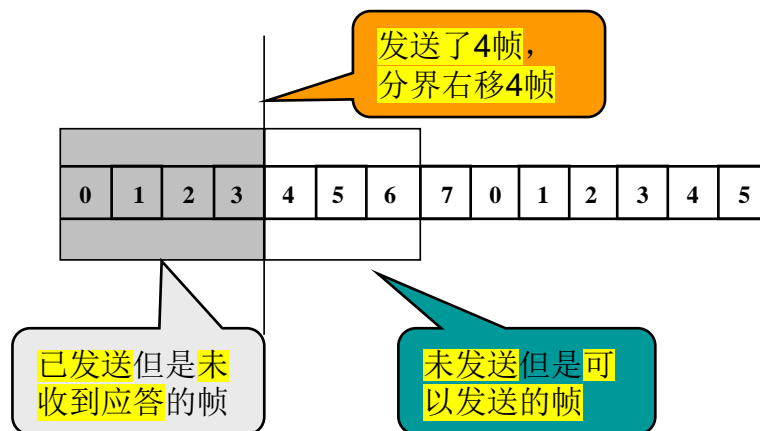 发送了4帧，
分界右移4帧
0 1 2 3 4 5 6 7 0 1 2 3 4 5
已发送但是未
收到应答的帧
未发送但是可
以发送的帧